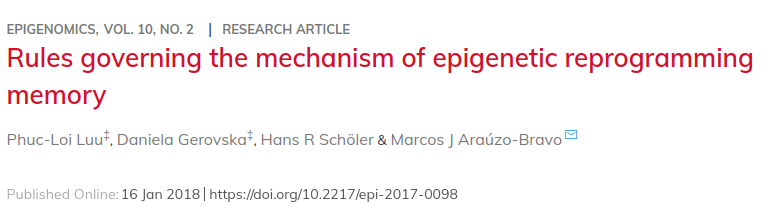 EPIGENOMICS, VOL. 10, NO. 2 | RESEARCH ARTICLE
Rules governing the mechanism of epigenetic reprogramming
memory
Phuc-Loi Luu‡, Daniela Gerovska‡, Hans R Schöler & Marcos J Araúzo-Bravo
Published Online: 16 Jan 2018 | https://doi.org/10.2217/epi-2017-0098